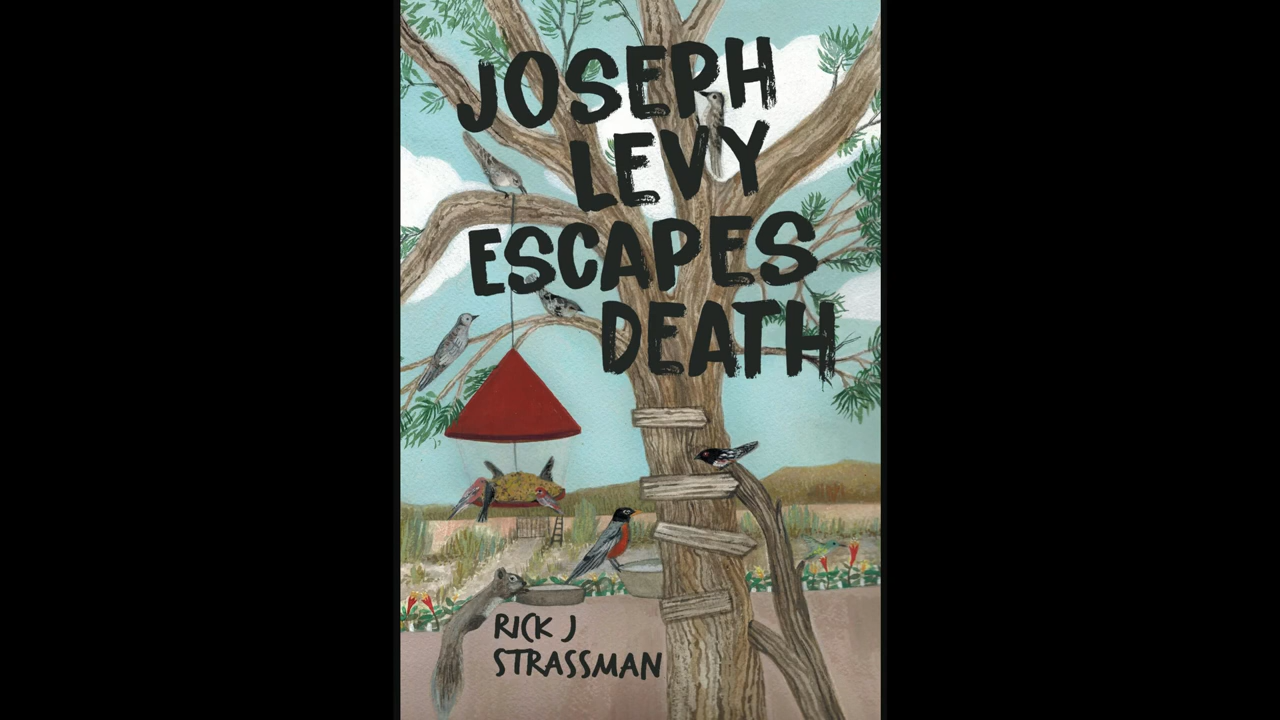 JOSEPH
LEVY
ESCAPES
DEATH
RICK J
STRASSMAN